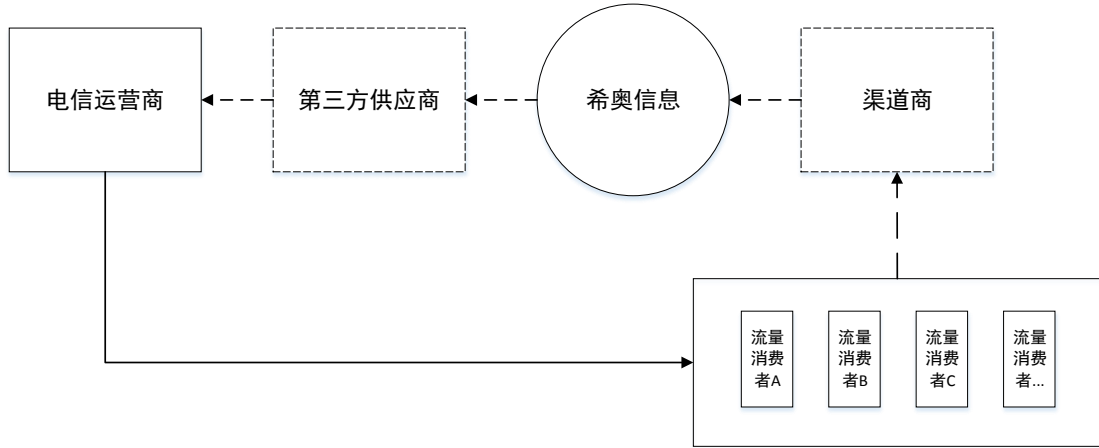 电信运营商
第三方供应商
希奥信息
渠道商
流量
消费
者A
流量
消费
者B
流量
消费
者C
流量
消费
者...